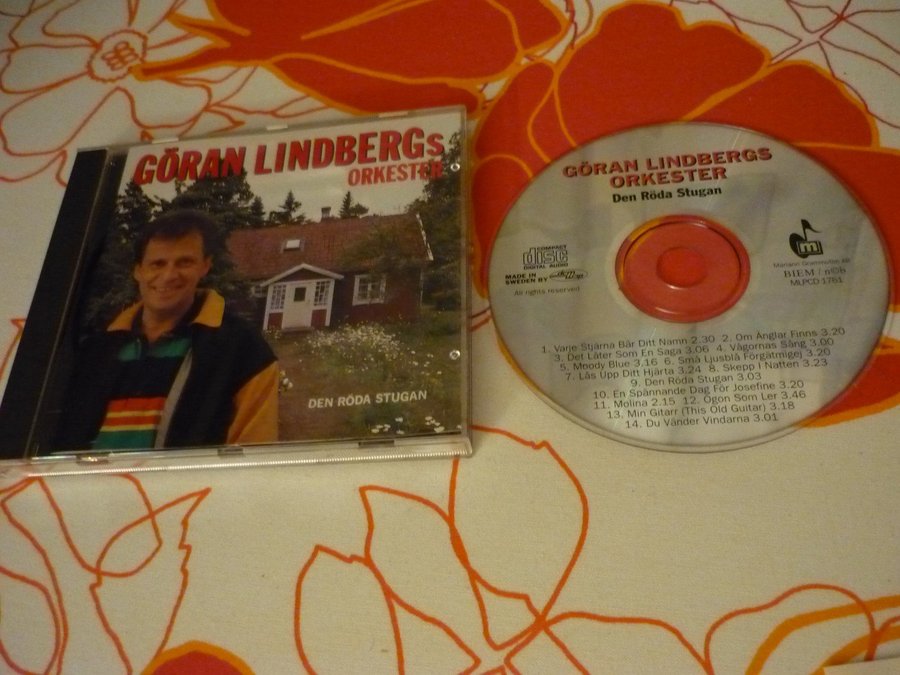 GÖRAN LINDBERGs
ORKESTER
DEN RÖDA STUGAN
GÖRAN LINDBERGS
ORKESTER
Den Röda Stugan
COMPACT
disc
DIGITAL AUDIO
MADE IN
SWEDEN BY
All rights reserved
m
Mariann Grammofon AB
BIEM / n©b
MLPCD 1761
1. Varje Stjärna Bär Ditt Namn 2.30 2. Om Änglar Finns 3.20
3. Det Låter Som En Saga 3.06 4. Vågornas Sång 3.00
5. Moody Blue 3.16 6. Små Ljusblå Förgätmigej 3.20
7. Lås Upp Ditt Hjärta 3.24 8. Skepp I Natten 3.23
9. Den Röda Stugan 3.03
10. En Spännande Dag För Josefine 3.20
11. Molina 2.15 12. Ögon Som Ler 3.46
13. Min Gitarr (This Old Guitar) 3.18
14. Du Vänder Vindarna 3.01